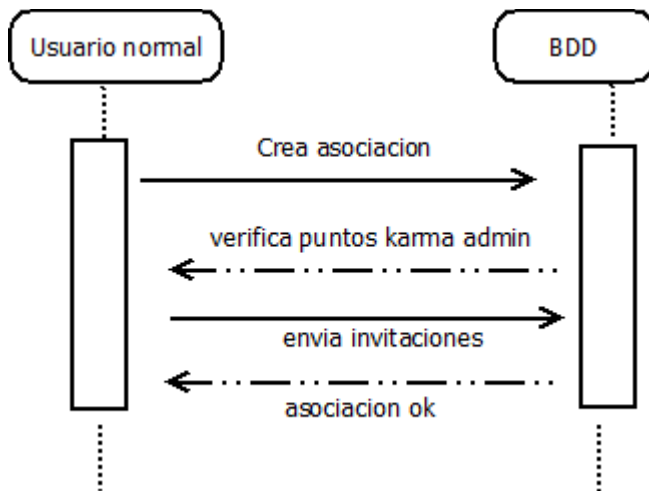 Usuario normal
BDD
Crea asociacion
verifica puntos karma admin
envia invitaciones
asociacion ok